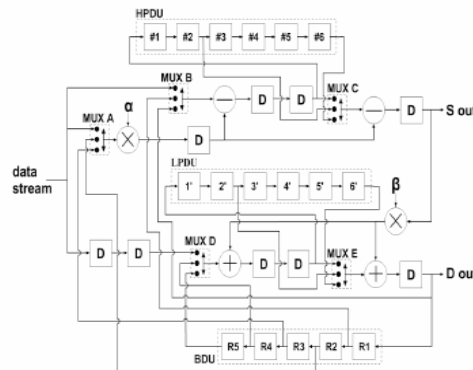 HPDU
#1 #2 #3 #4 #5 #6
MUX B
MUX C
α
MUX A
D D
D
S out
D
data
stream
LPDU
1' 2' 3' 4' 5' 6'
β
D D
MUX D
D D
MUX E
D
D out
BDU
R5 R4 R3 R2 R1